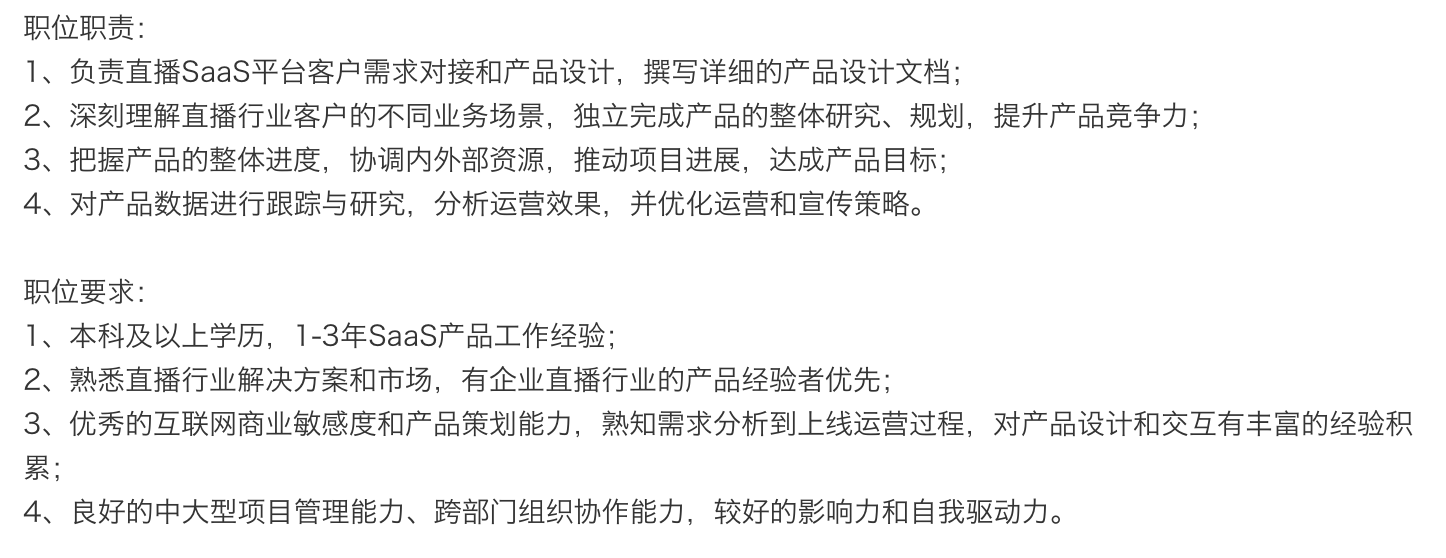 职位职责：
1、负责直播SaaS平台客户需求对接和产品设计，撰写详细的产品设计文档；
2、深刻理解直播行业客户的不同业务场景，独立完成产品的整体研究、规划，提升产品竞争力；
3、把握产品的整体进度，协调内外部资源，推动项目进展，达成产品目标；
4、对产品数据进行跟踪与研究，分析运营效果，并优化运营和宣传策略。
职位要求：
1、本科及以上学历，1-3年SaaS产品工作经验；
2、熟悉直播行业解决方案和市场，有企业直播行业的产品经验者优先；
3、优秀的互联网商业敏感度和产品策划能力，熟知需求分析到上线运营过程，对产品设计和交互有丰富的经验积
累；
4、良好的中大型项目管理能力、跨部门组织协作能力，较好的影响力和自我驱动力。